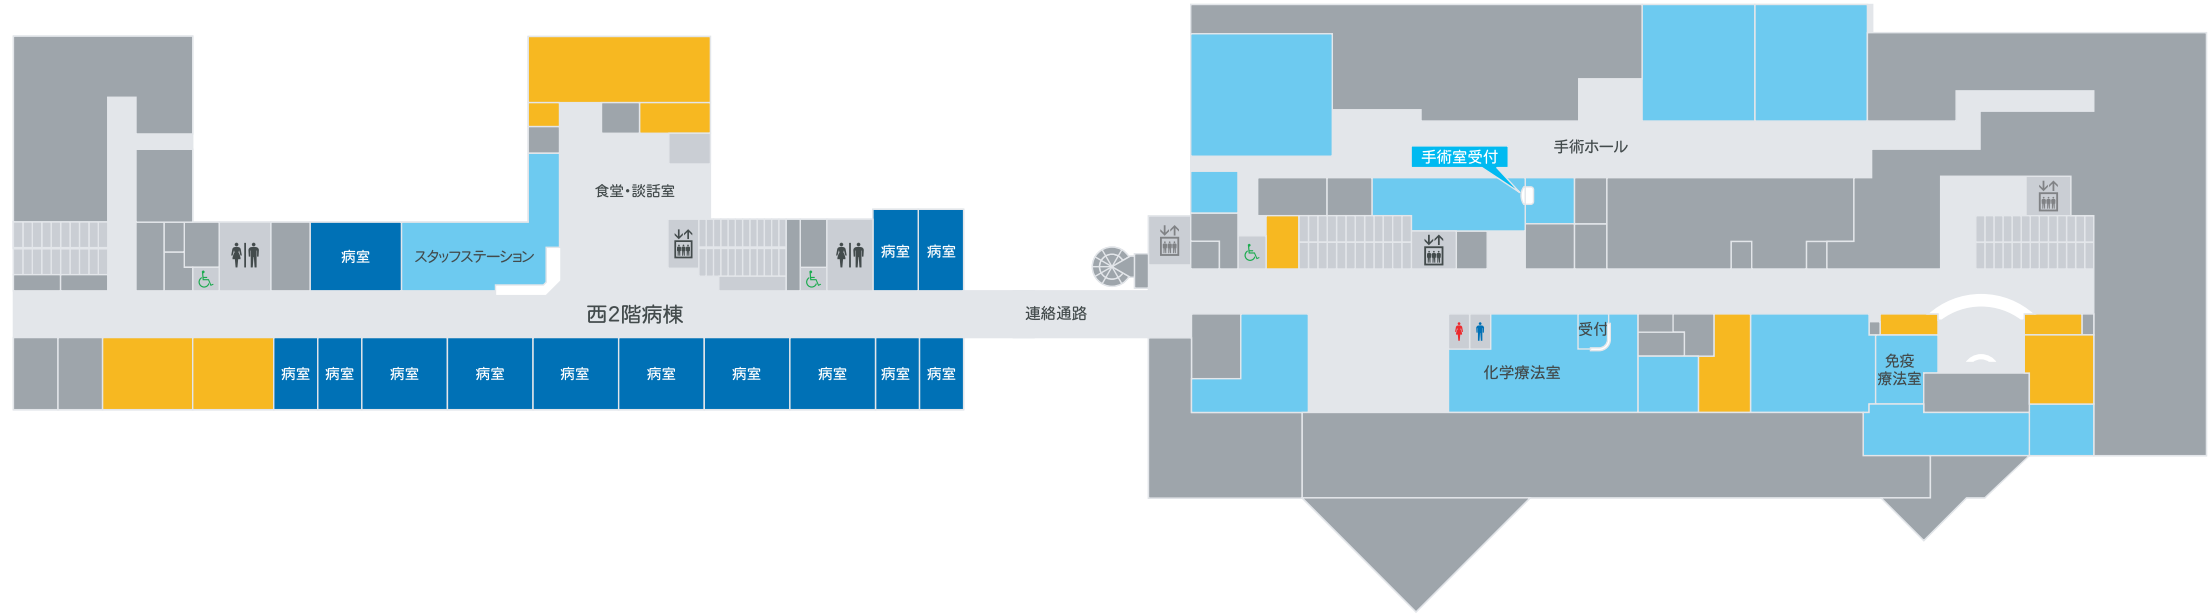 手術ホール
手術室受付
食堂・談話室
病室
スタッフステーション
病室
病室
西2階病棟
連絡通路
受付
病室
病室
病室
病室
病室
病室
病室
病室
病室
病室
化学療法室
免疫
療法室